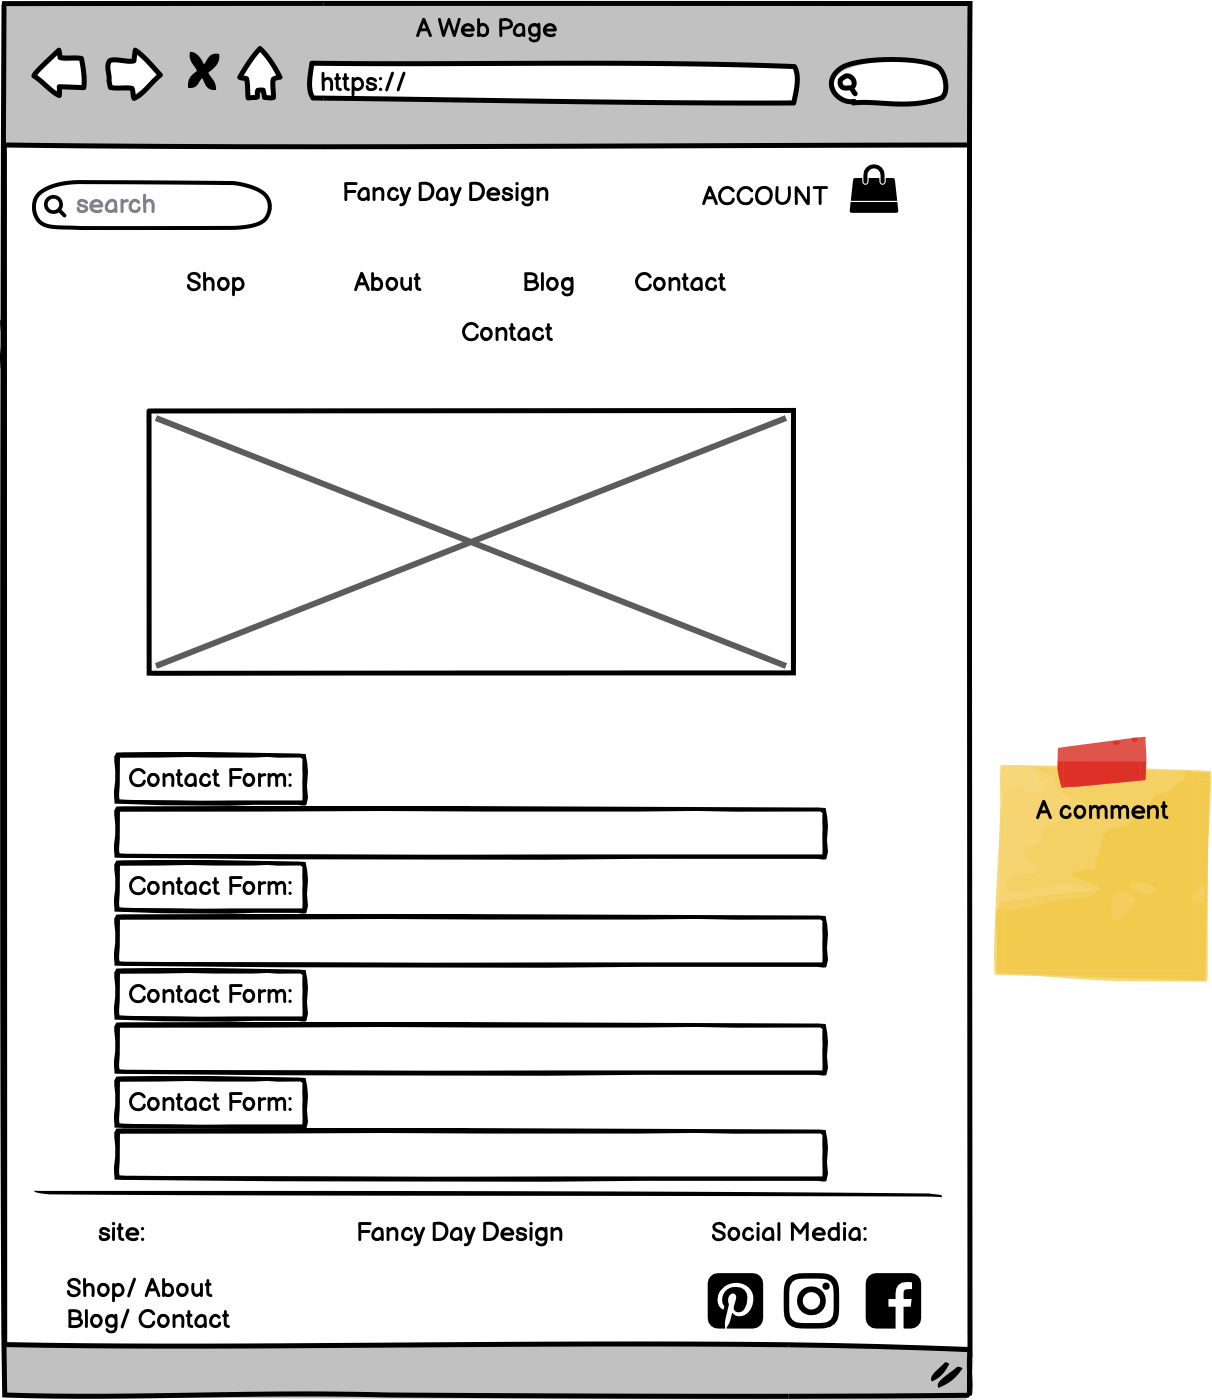 A Web Page
https://
search
Fancy Day Design
ACCOUNT
Shop
About
Blog
Contact
Contact
Contact Form:
A comment
Contact Form:
Contact Form:
Contact Form:
site:
Fancy Day Design
Social Media:
Shop/ About
Blog/ Contact